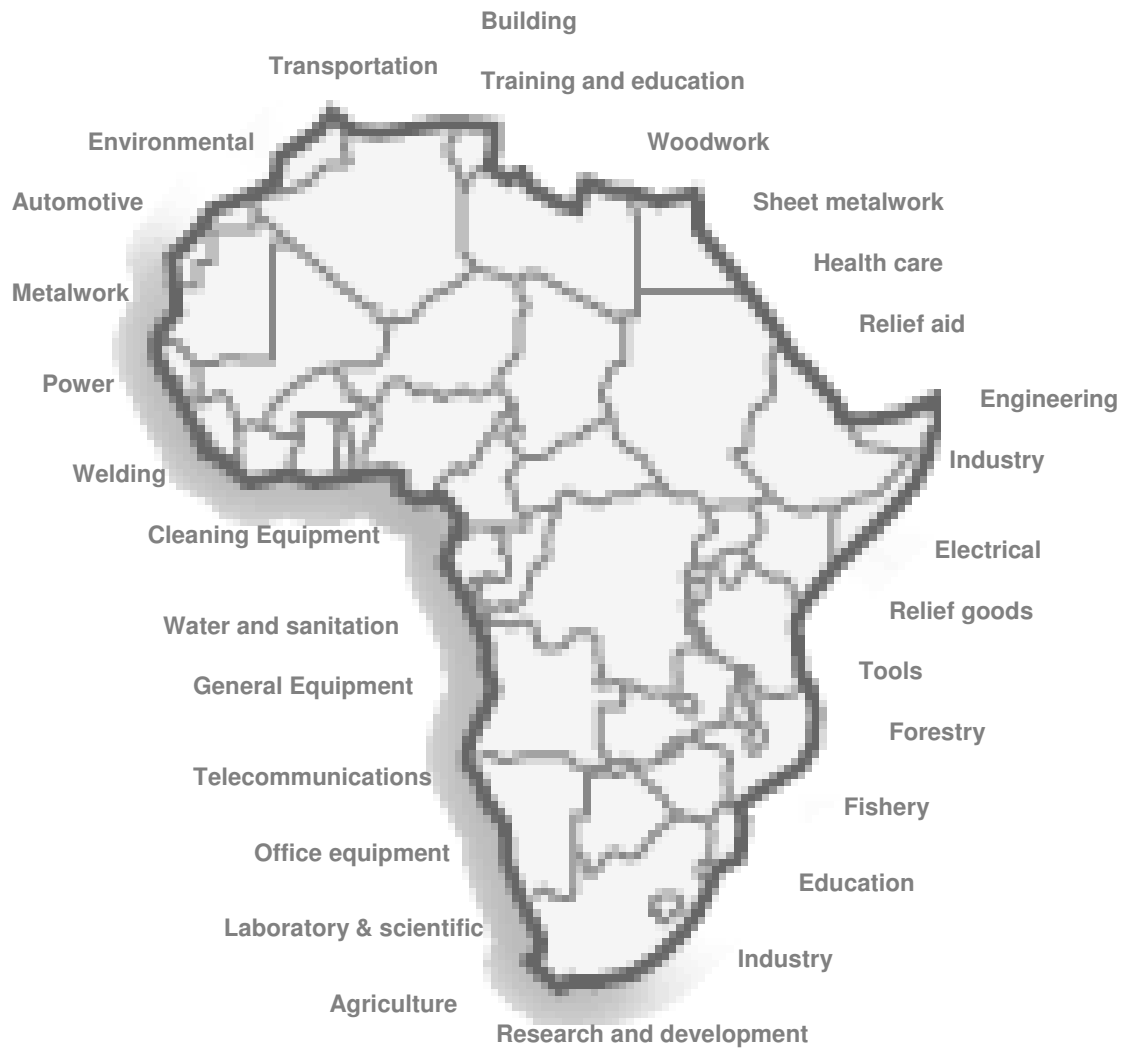 Building
Transportation
Training and education
Environmental
Woodwork
Automotive
Sheet metalwork
Health care
Metalwork
Relief aid
Power
Engineering
Welding
Industry
Cleaning Equipment
Electrical
Relief goods
Water and sanitation
Tools
General Equipment
Forestry
Telecommunications
Fishery
Office equipment
Education
Laboratory & scientific
Industry
Agriculture
Research and development